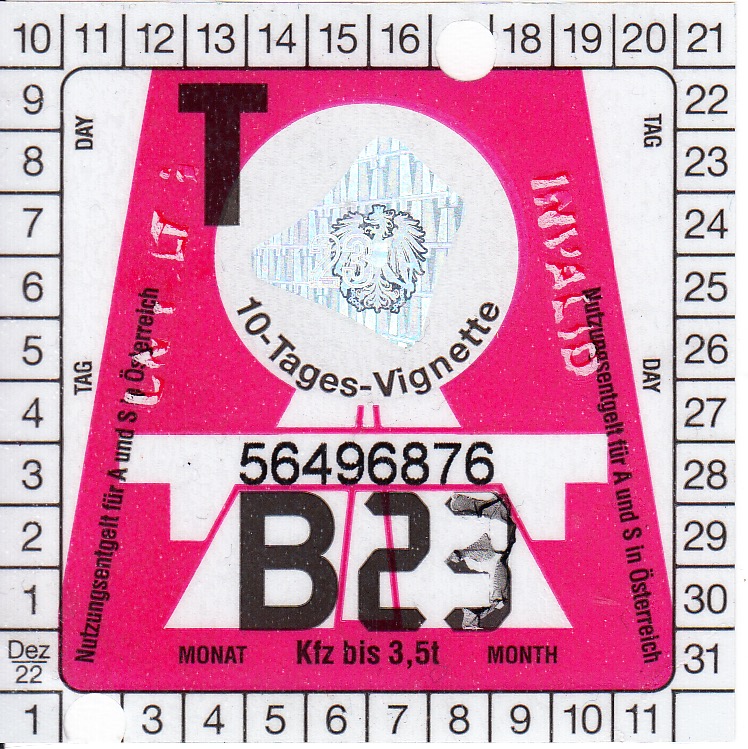 10 11 12 13 14 15 16 18 19 20 21
9 DAY T TAG 22
8 23
7 INVALID 24
6 25
5 TAG 10-Tages-Vignette DAY 26
4 27
3 56496876 28
2 B23 29
1 30
Nutzungsentgelt für A und S in Österreich
Nutzungsentgelt für A und S in Österreich
Dez 22 MONAT Kfz bis 3,5t MONTH 31
1 3 4 5 6 7 8 9 10 11